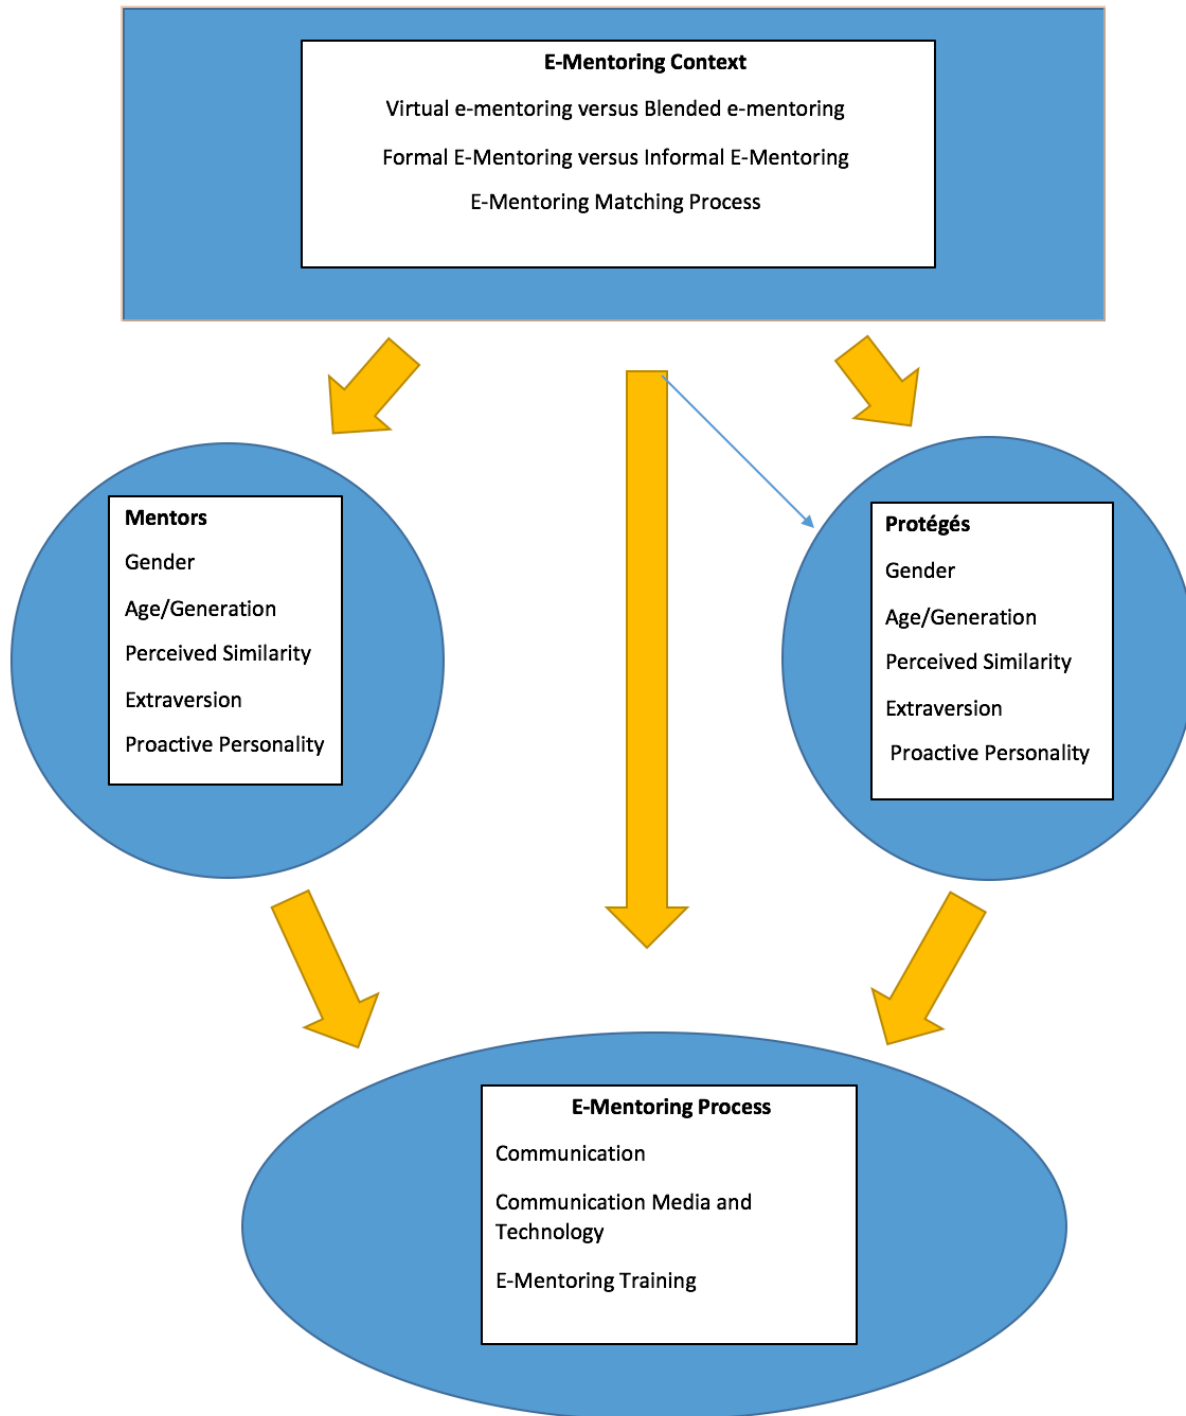 E-Mentoring Context
Virtual e-mentoring versus Blended e-mentoring
Formal E-Mentoring versus Informal E-Mentoring
E-Mentoring Matching Process
Mentors
Gender
Age/Generation
Perceived Similarity
Extraversion
Proactive Personality
Protégés
Gender
Age/Generation
Perceived Similarity
Extraversion
Proactive Personality
E-Mentoring Process
Communication
Communication Media and
Technology
E-Mentoring Training